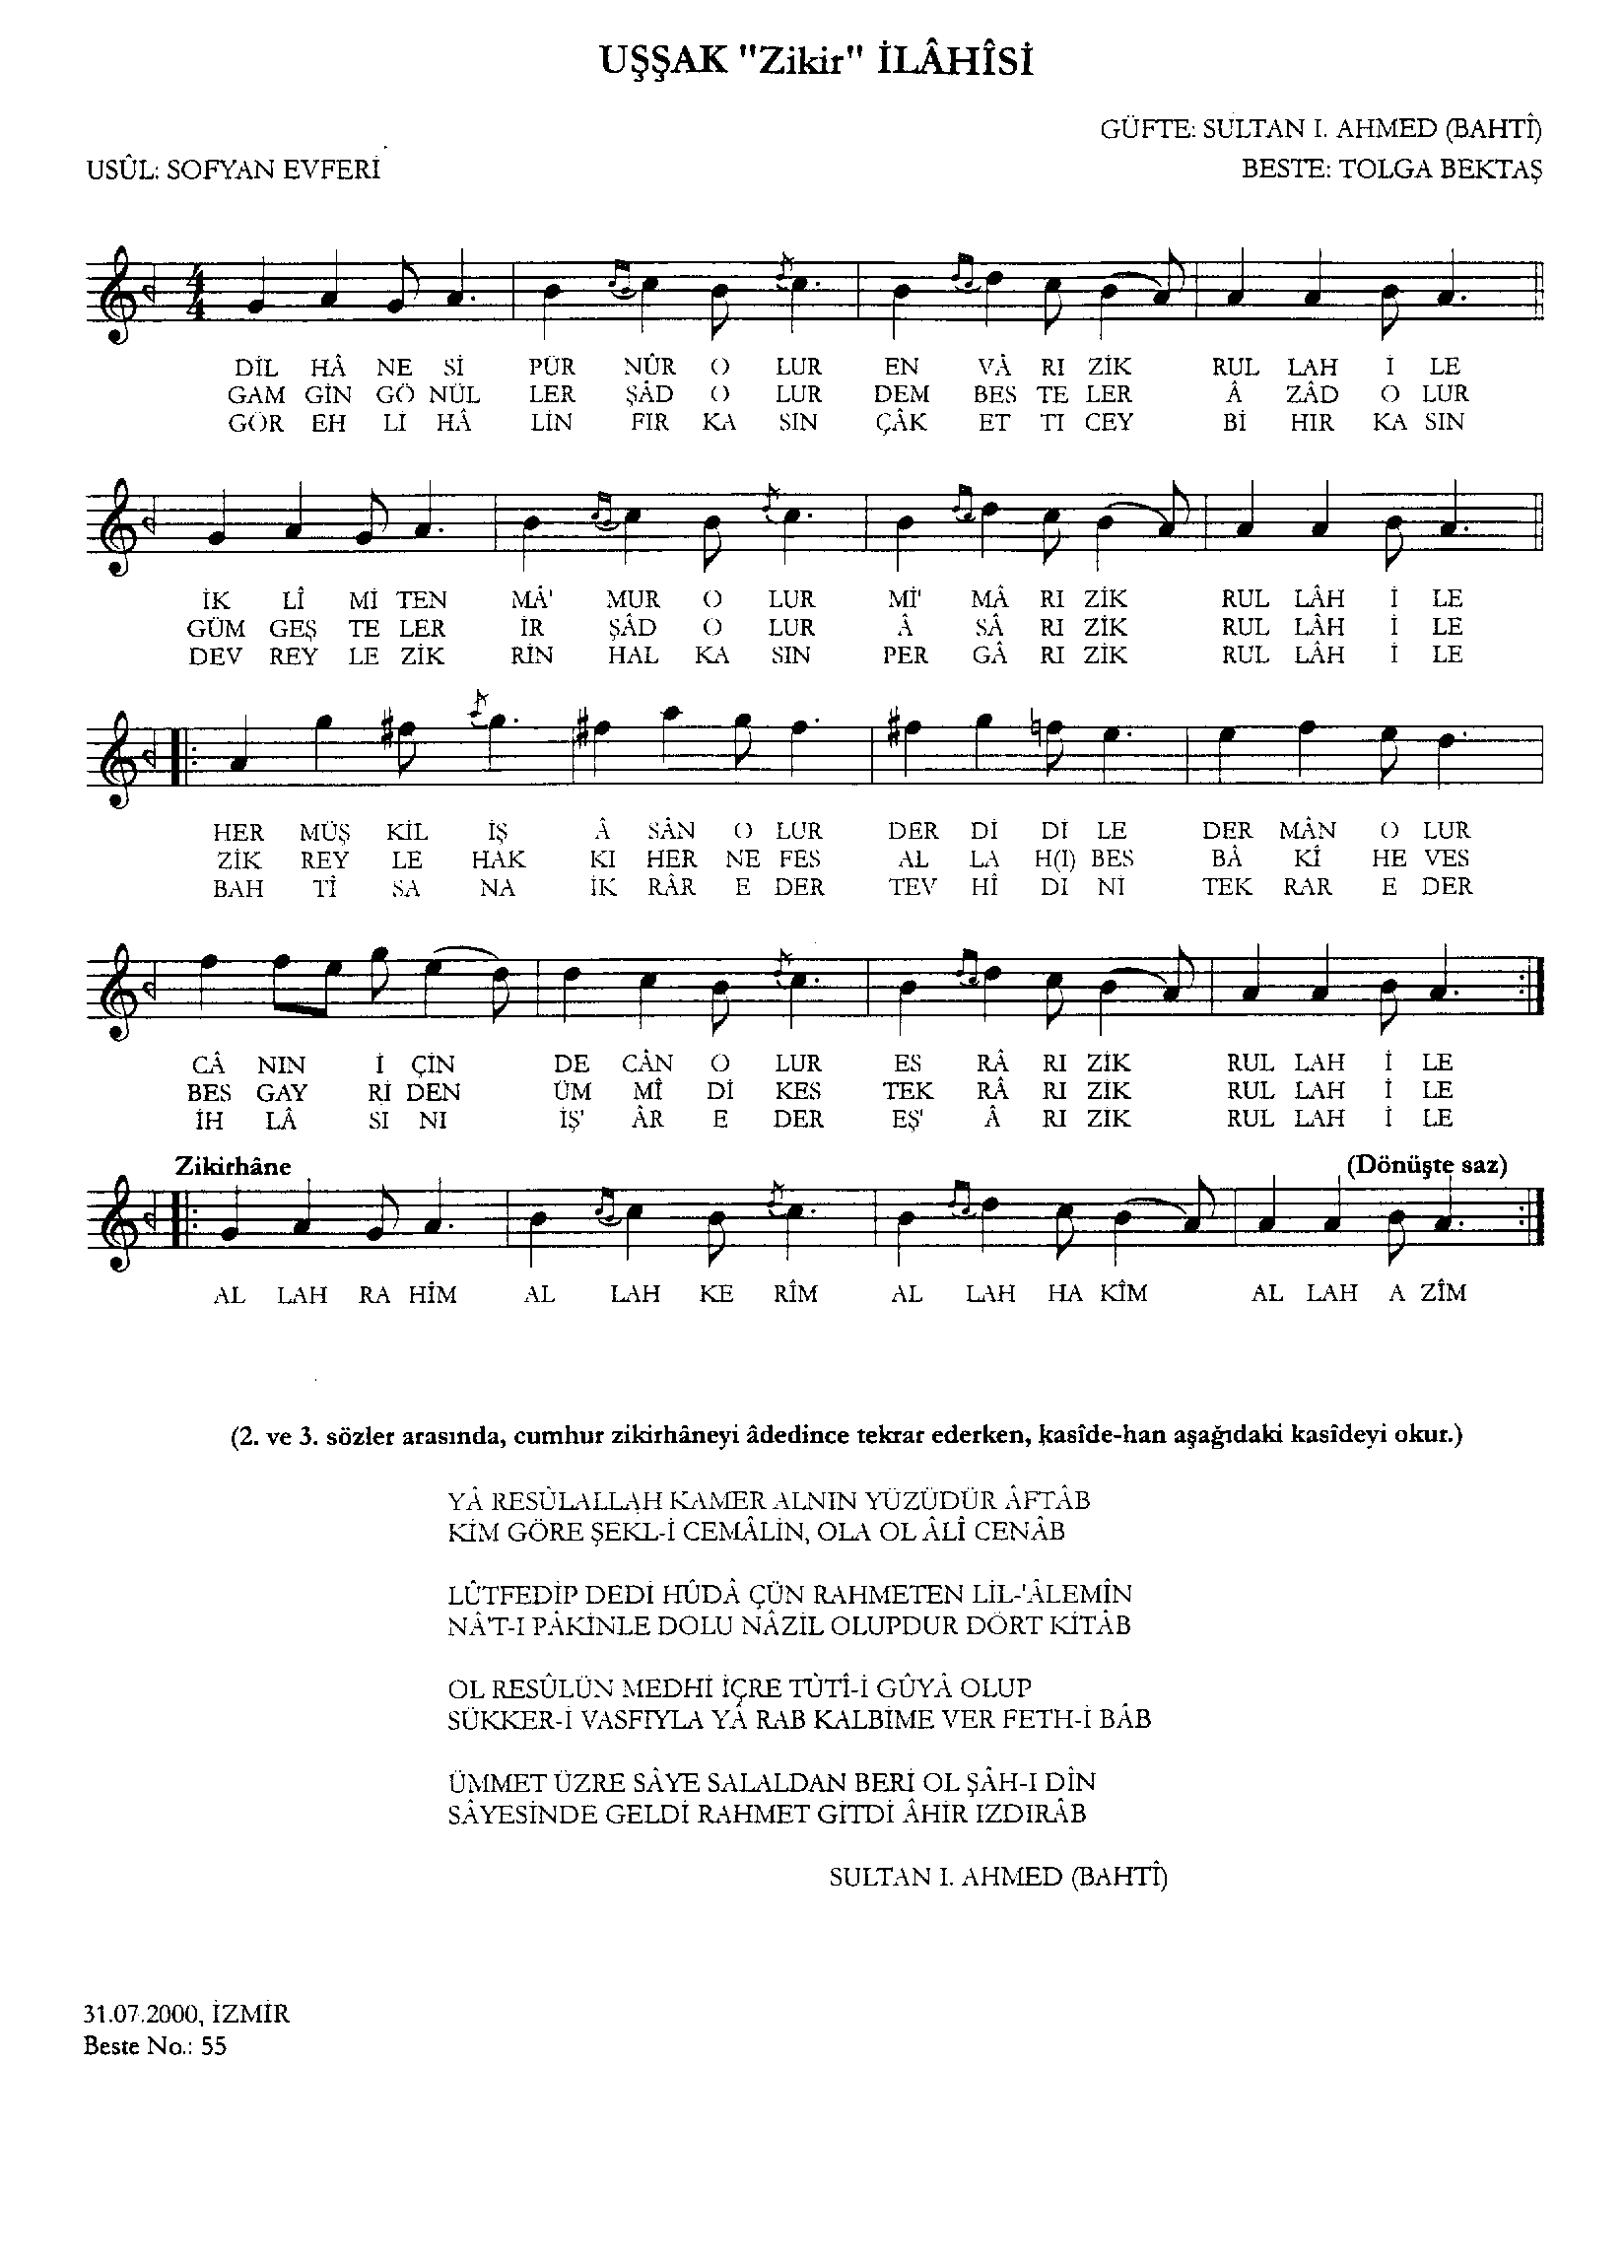 UŞŞAK "Zikir" İLÂHÎSİ
GÜFTE: SULTAN I. AHMED (BAHTÎ)
USÛL: SOFYAN EVFERİ
BESTE: TOLGA BEKTAŞ
4
4
DİL HÂ NE Sİ PÜR NÛR O LUR EN VÂ RI ZİK RUL LAH İ LE
GAM GİN GÖ NÜL LER ŞÂD O LUR DEM BES TE LER Â ZÂD O LUR
GÖR EH Lİ HÂ LİN FIR KA SIN ÇÂK ET TI CEY Bİ HIR KA SIN
İK LÎ Mİ TEN MÂ' MUR O LUR Mİ' MÂ RI ZİK RUL LÂH İ LE
GÜM GEŞ TE LER İR ŞÂD O LUR Â SÂ RI ZİK RUL LÂH İ LE
DEV REY LE ZİK RİN HAL KA SIN PER GÂ RI ZİK RUL LÂH İ LE
HER MÜŞ KİL İŞ Â SÂN O LUR DER Dİ Dİ LE DER MÂN O LUR
ZİK REY LE HAK KI HER NE FES AL LA H(I) BES BÂ KÎ HE VES
BAH TÎ SA NA İK RÂR E DER TEV HÎ DI NI TEK RAR E DER
CÂ NIN İ ÇİN DE CÂN O LUR ES RÂ RI ZİK RUL LAH İ LE
BES GAY Rİ DEN ÜM MÎ Dİ KES TEK RÂ RI ZİK RUL LAH İ LE
İH LÂ SI NI İŞ' ÂR E DER EŞ' Â RI ZİK RUL LAH İ LE
Zikirhâne (Dönüşte saz)
AL LAH RA HİM AL LAH KE RÎM AL LAH HA KÎM AL LAH A ZÎM
(2. ve 3. sözler arasında, cumhur zikirhâneyi âdedince tekrar ederken, kasîde-han aşağıdaki kasîdeyi okur.)
YÂ RESÛLALLAH KAMER ALNIN YÜZÜDÜR ÂFTÂB
KİM GÖRE ŞEKL-İ CEMÂLİN, OLA OL ÂLÎ CENÂB
LÛTFEDİP DEDİ HÛDÂ ÇÜN RAHMETEN LİL-'ÂLEMÎN
NÂ'T-I PÂKİNLE DOLU NÂZİL OLUPDUR DÖRT KİTÂB
OL RESÛLÜN MEDHİ İÇRE TÛTÎ-İ GÛYÂ OLUP
SÜKKER-İ VASFIYLA YÂ RAB KALBİME VER FETH-İ BÂB
ÜMMET ÜZRE SÂYE SALALDAN BERİ OL ŞÂH-I DÎN
SÂYESİNDE GELDİ RAHMET GİTDİ ÂHİR IZDIRÂB
SULTAN I. AHMED (BAHTÎ)
31.07.2000, İZMİR
Beste No.: 55